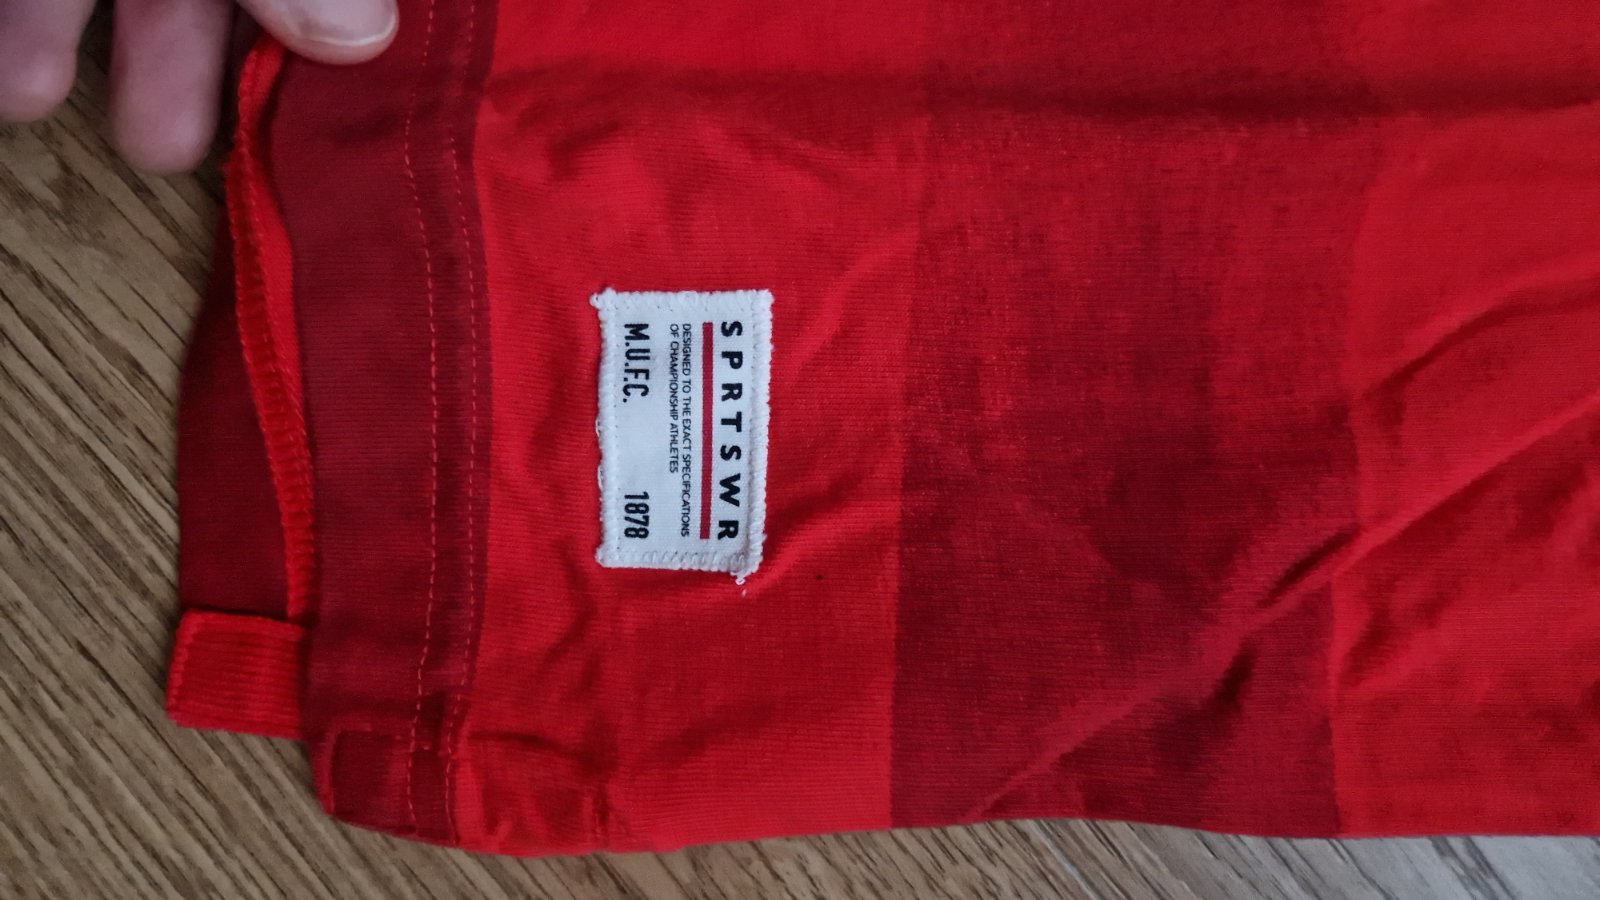 SPRTSWR
DESIGNED TO THE EXACT SPECIFICATIONS
OF CHAMPIONSHIP ATHLETES
M.U.F.C. 1878